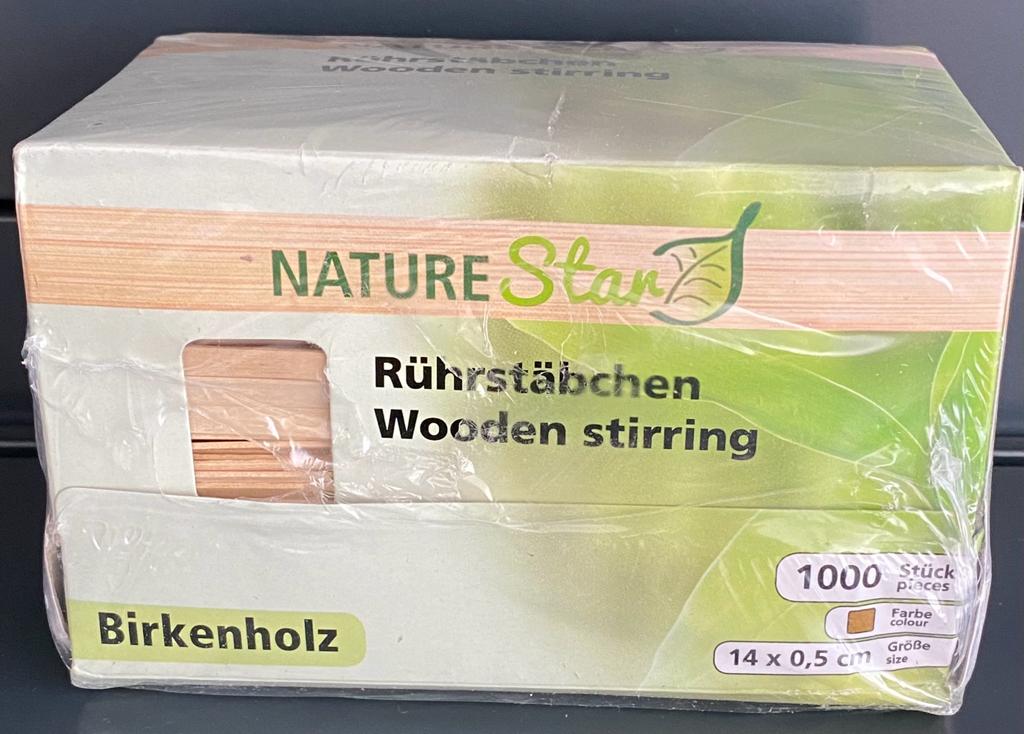 Rührstäbchen
Wooden stirring
NATURE Star
Rührstäbchen
Wooden stirring
1000 Stück
pieces
Farbe
colour
Birkenholz
14 x 0,5 cm Größe
size